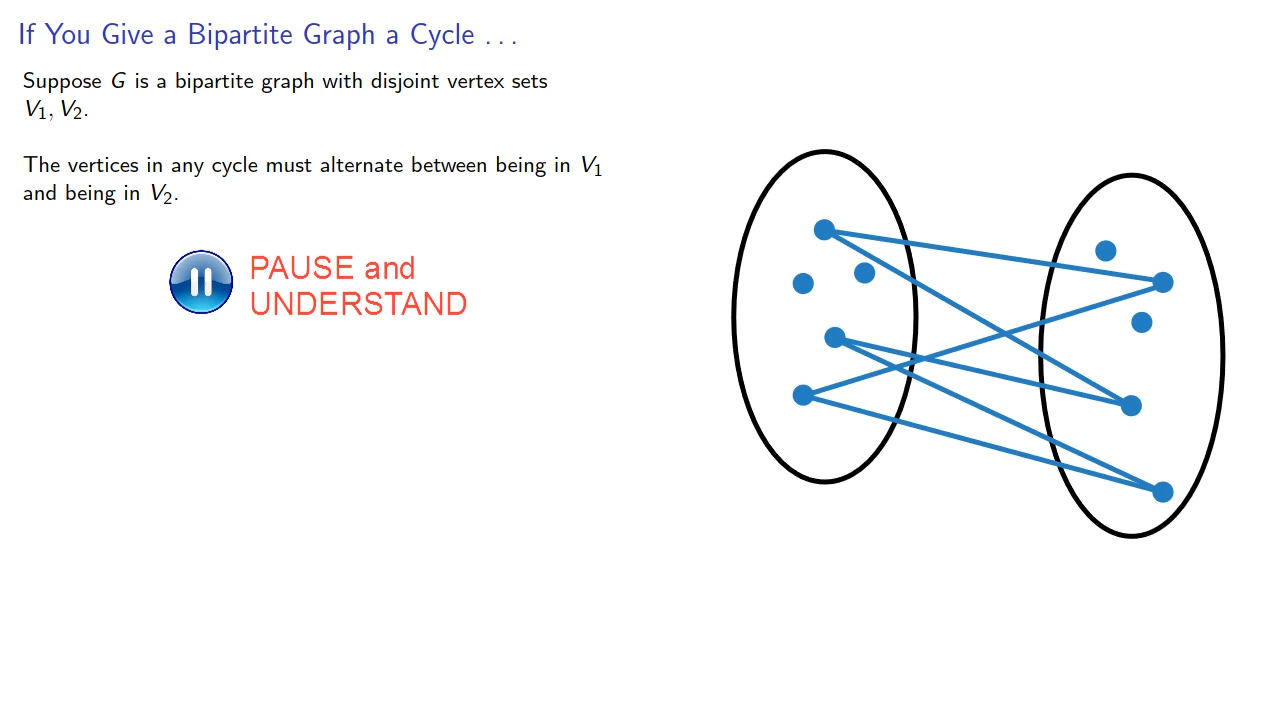 If You Give a Bipartite Graph a Cycle . . .
Suppose G is a bipartite graph with disjoint vertex sets
V₁, V₂.
The vertices in any cycle must alternate between being in V₁
and being in V₂.
PAUSE and
UNDERSTAND